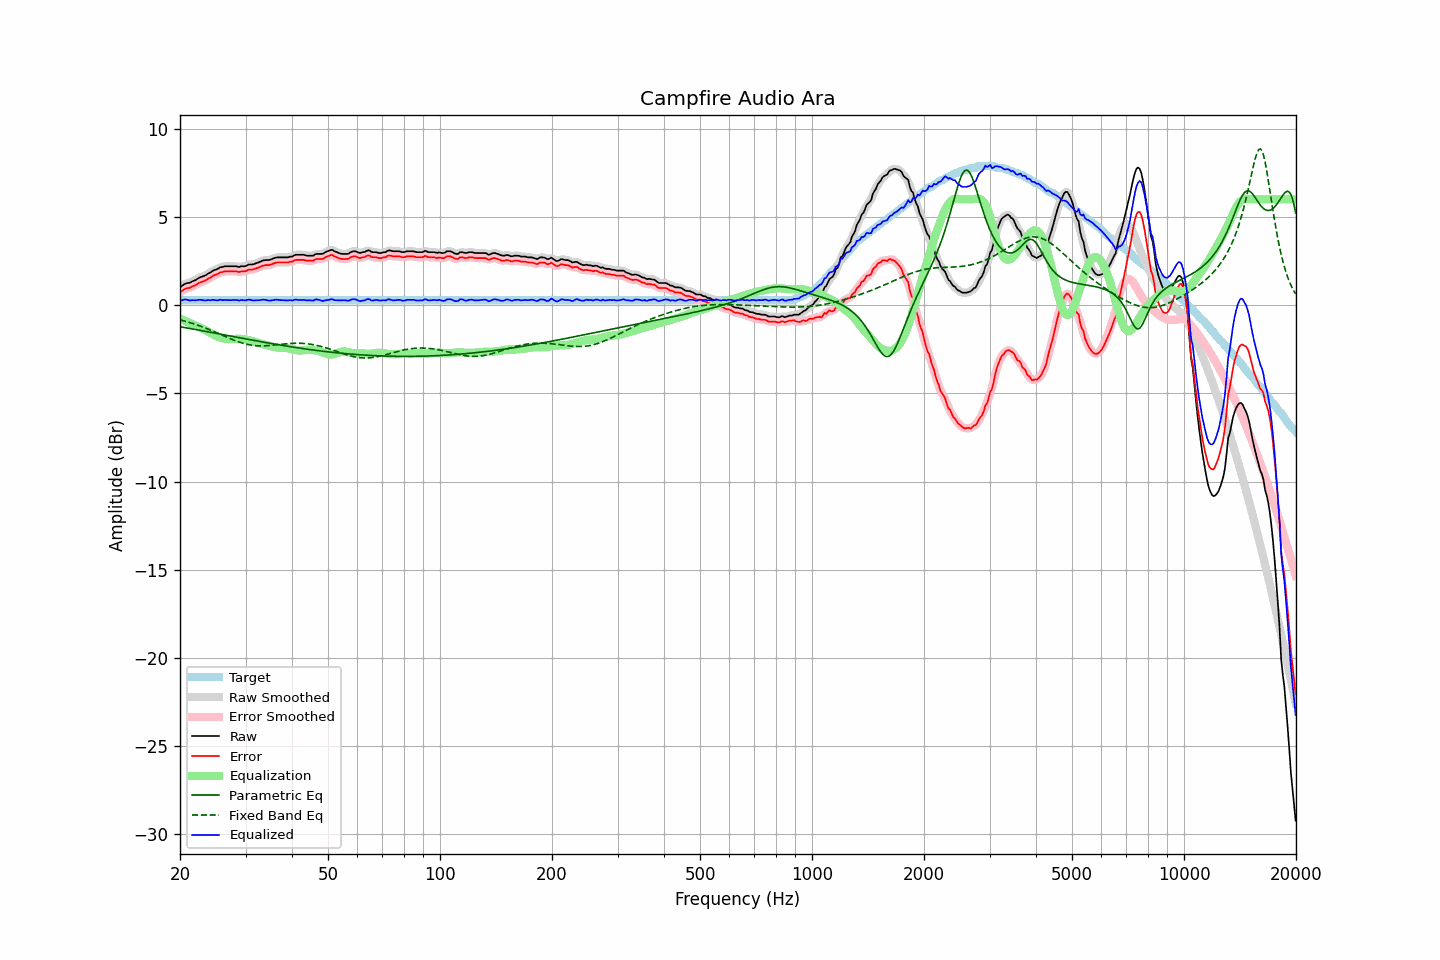 Campfire Audio Ara
Amplitude (dBr)
10
5
0
−5
−10
−15
−20
−25
−30
Target
Raw Smoothed
Error Smoothed
Raw
Error
Equalization
Parametric Eq
Fixed Band Eq
Equalized
20 50 100 200 500 1000 2000 5000 10000 20000
Frequency (Hz)